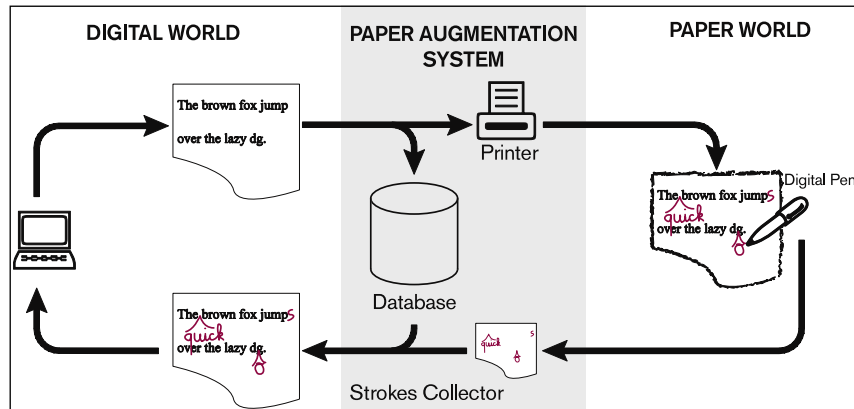 DIGITAL WORLD
PAPER AUGMENTATION
SYSTEM
PAPER WORLD
The brown fox jump
over the lazy dg.
Printer
Digital Pen
The brown fox jumps
quick
over the lazy dg.
o
Database
The brown fox jumps
quick
over the lazy dg.
o
s
quick
o
Strokes Collector